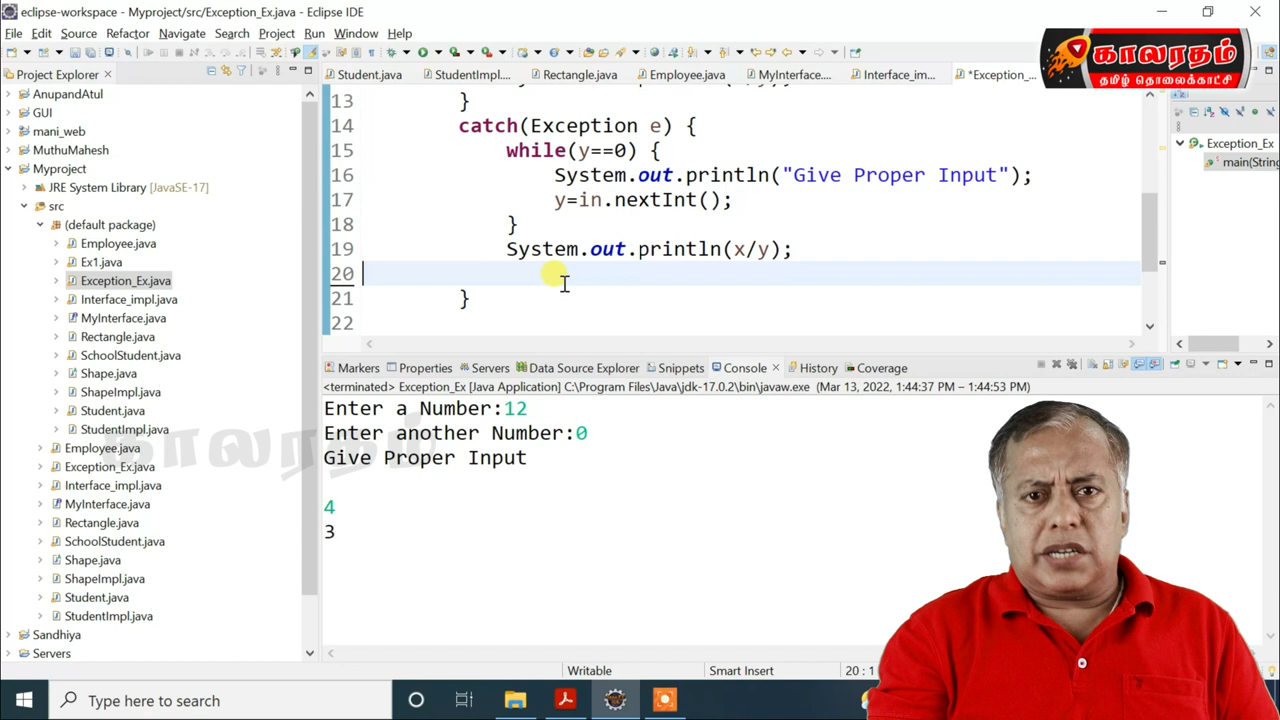 eclipse-workspace - Myproject/src/Exception_Ex.java - Eclipse IDE
File Edit Source Refactor Navigate Search Project Run Window Help
காலரதம்
தமிழ் தொலைக்காட்சி
Project Explorer
Student.java StudentImpl.... Rectangle.java Employee.java MyInterface.... Interface_im... *Exception_...
AnupandAtul
GUI
mani_web
MuthuMahesh
Myproject
JRE System Library [JavaSE-17]
src
(default package)
Employee.java
Ex1.java
Exception_Ex.java
Interface_impl.java
MyInterface.java
Rectangle.java
SchoolStudent.java
Shape.java
ShapeImpl.java
Student.java
StudentImpl.java
Employee.java
Exception_Ex.java
Interface_impl.java
MyInterface.java
Rectangle.java
SchoolStudent.java
Shape.java
ShapeImpl.java
Student.java
StudentImpl.java
Sandhiya
Servers
13 }
14 catch(Exception e) {
15 while(y==0) {
16 System.out.println("Give Proper Input");
17 y=in.nextInt();
18 }
19 System.out.println(x/y);
20
21 }
22
Exception_Ex
main(String
Markers Properties Servers Data Source Explorer Snippets Console History Coverage
<terminated> Exception_Ex [Java Application] C:\Program Files\Java\jdk-17.0.2\bin\javaw.exe (Mar 13, 2022, 1:44:37 PM – 1:44:53 PM)
Enter a Number:12
Enter another Number:0
Give Proper Input
4
3
காலரதம்
Writable Smart Insert 20 : 1
Type here to search